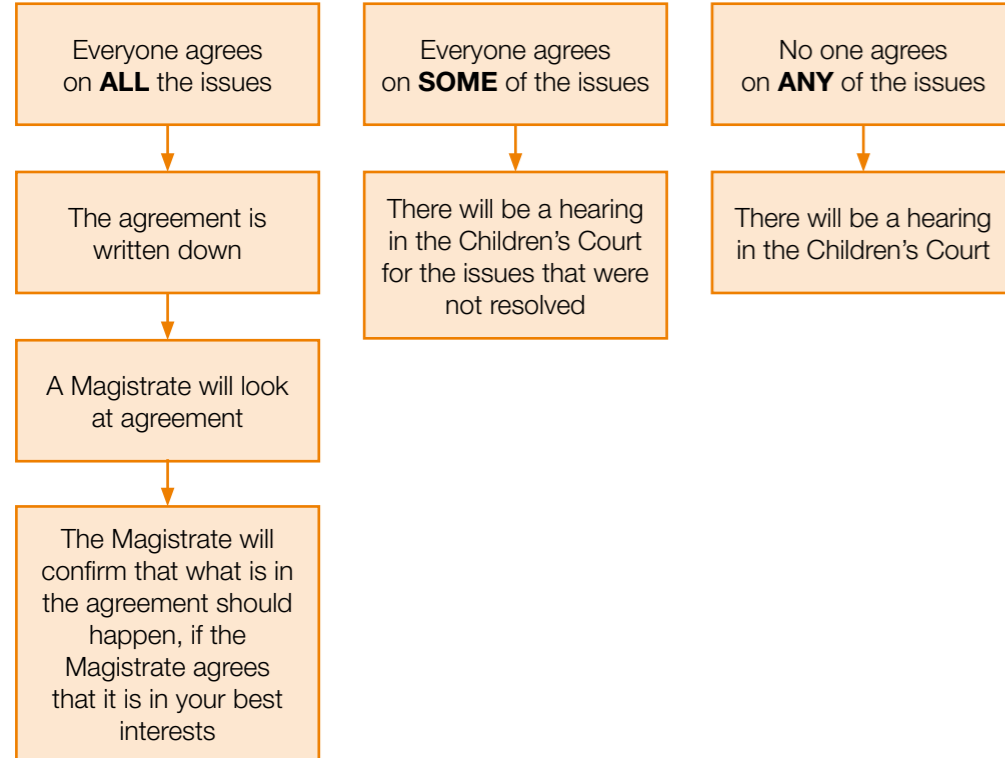 Everyone agrees
on ALL the issues
The agreement is
written down
A Magistrate will look
at agreement
The Magistrate will
confirm that what is in
the agreement should
happen, if the
Magistrate agrees
that it is in your best
interests
Everyone agrees
on SOME of the issues
There will be a hearing
in the Children’s Court
for the issues that were
not resolved
No one agrees
on ANY of the issues
There will be a hearing
in the Children’s Court